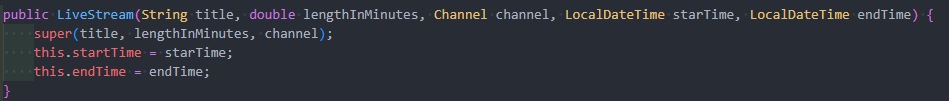 public LiveStream(String title, double lengthInMinutes, Channel channel, LocalDateTime starTime, LocalDateTime endTime) {
    super(title, lengthInMinutes, channel);
    this.startTime = starTime;
    this.endTime = endTime;
}